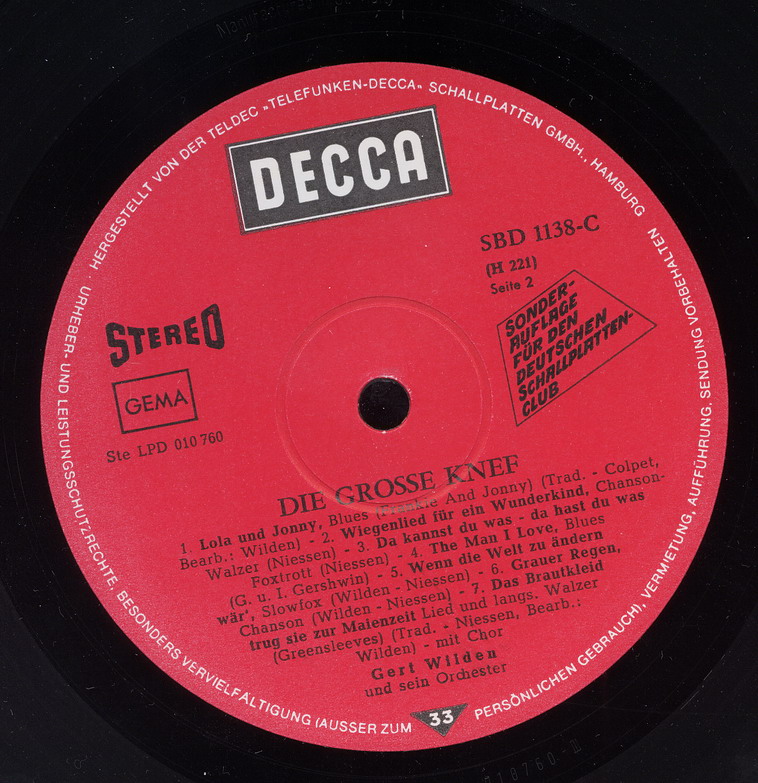 HERGESTELLT VON DER TELDEC „TELEFUNKEN-DECCA„ SCHALLPLATTEN GMBH., HAMBURG
URHEBER- UND LEISTUNGSSCHUTZRECHTE BESONDERS VERVIELFÄLTIGUNG (AUSSER ZUM PERSÖNLICHEN GEBRAUCH), VERMIETUNG, AUFFÜHRUNG, SENDUNG VORBEHALTEN
DECCA
SBD 1138-C
(H 221)
Seite 2
SONDER-
AUFLAGE
FÜR DEN
DEUTSCHEN
SCHALLPLATTEN-
CLUB
STEREO
GEMA
Ste LPD 010 760
DIE GROSSE KNEF
1. Lola und Jonny, Blues (Frankie And Jonny) (Trad. - Colpet,
Bearb.: Wilden) - 2. Wiegenlied für ein Wunderkind, Chanson-
Walzer (Niessen) - 3. Da kannst du was - da hast du was
Foxtrott (Niessen) - 4. The Man I Love, Blues
(G. u. I. Gershwin) - 5. Wenn die Welt zu ändern
wär', Slowfox (Wilden - Niessen) - 6. Grauer Regen,
Chanson (Wilden - Niessen) - 7. Das Brautkleid
trug sie zur Maienzeit Lied und langs. Walzer
(Greensleeves) (Trad. - Niessen, Bearb.:
Wilden) - mit Chor
Gert Wilden
und sein Orchester
33